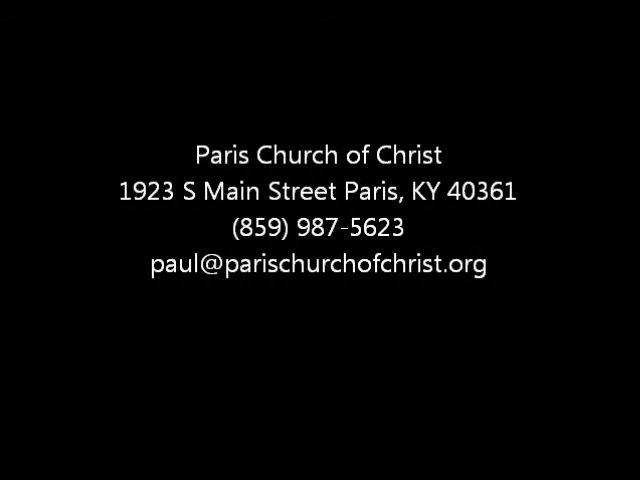 Paris Church of Christ
1923 S Main Street Paris, KY 40361
(859) 987-5623
paul@parischurchofchrist.org